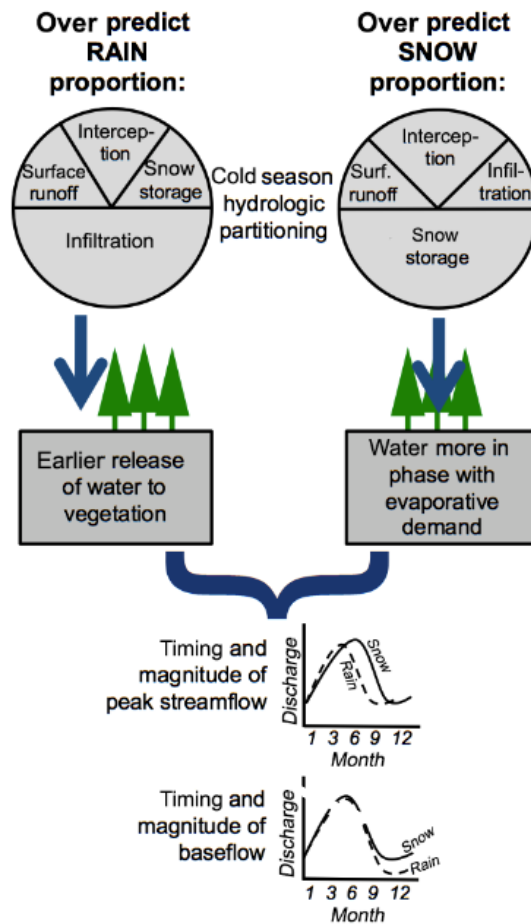 Over predict
RAIN
proportion:
Over predict
SNOW
proportion:
Intercep-
tion
Surface
runoff
Snow
storage
Infiltration
Cold season
hydrologic
partitioning
Intercep-
tion
Surf.
runoff
Infil-
tration
Snow
storage
Earlier release
of water to
vegetation
Water more in
phase with
evaporative
demand
Timing and
magnitude of
peak streamflow
Discharge
Snow
Rain
1 3 6 9 12
Month
Timing and
magnitude of
baseflow
Discharge
Snow
Rain
1 3 6 9 12
Month